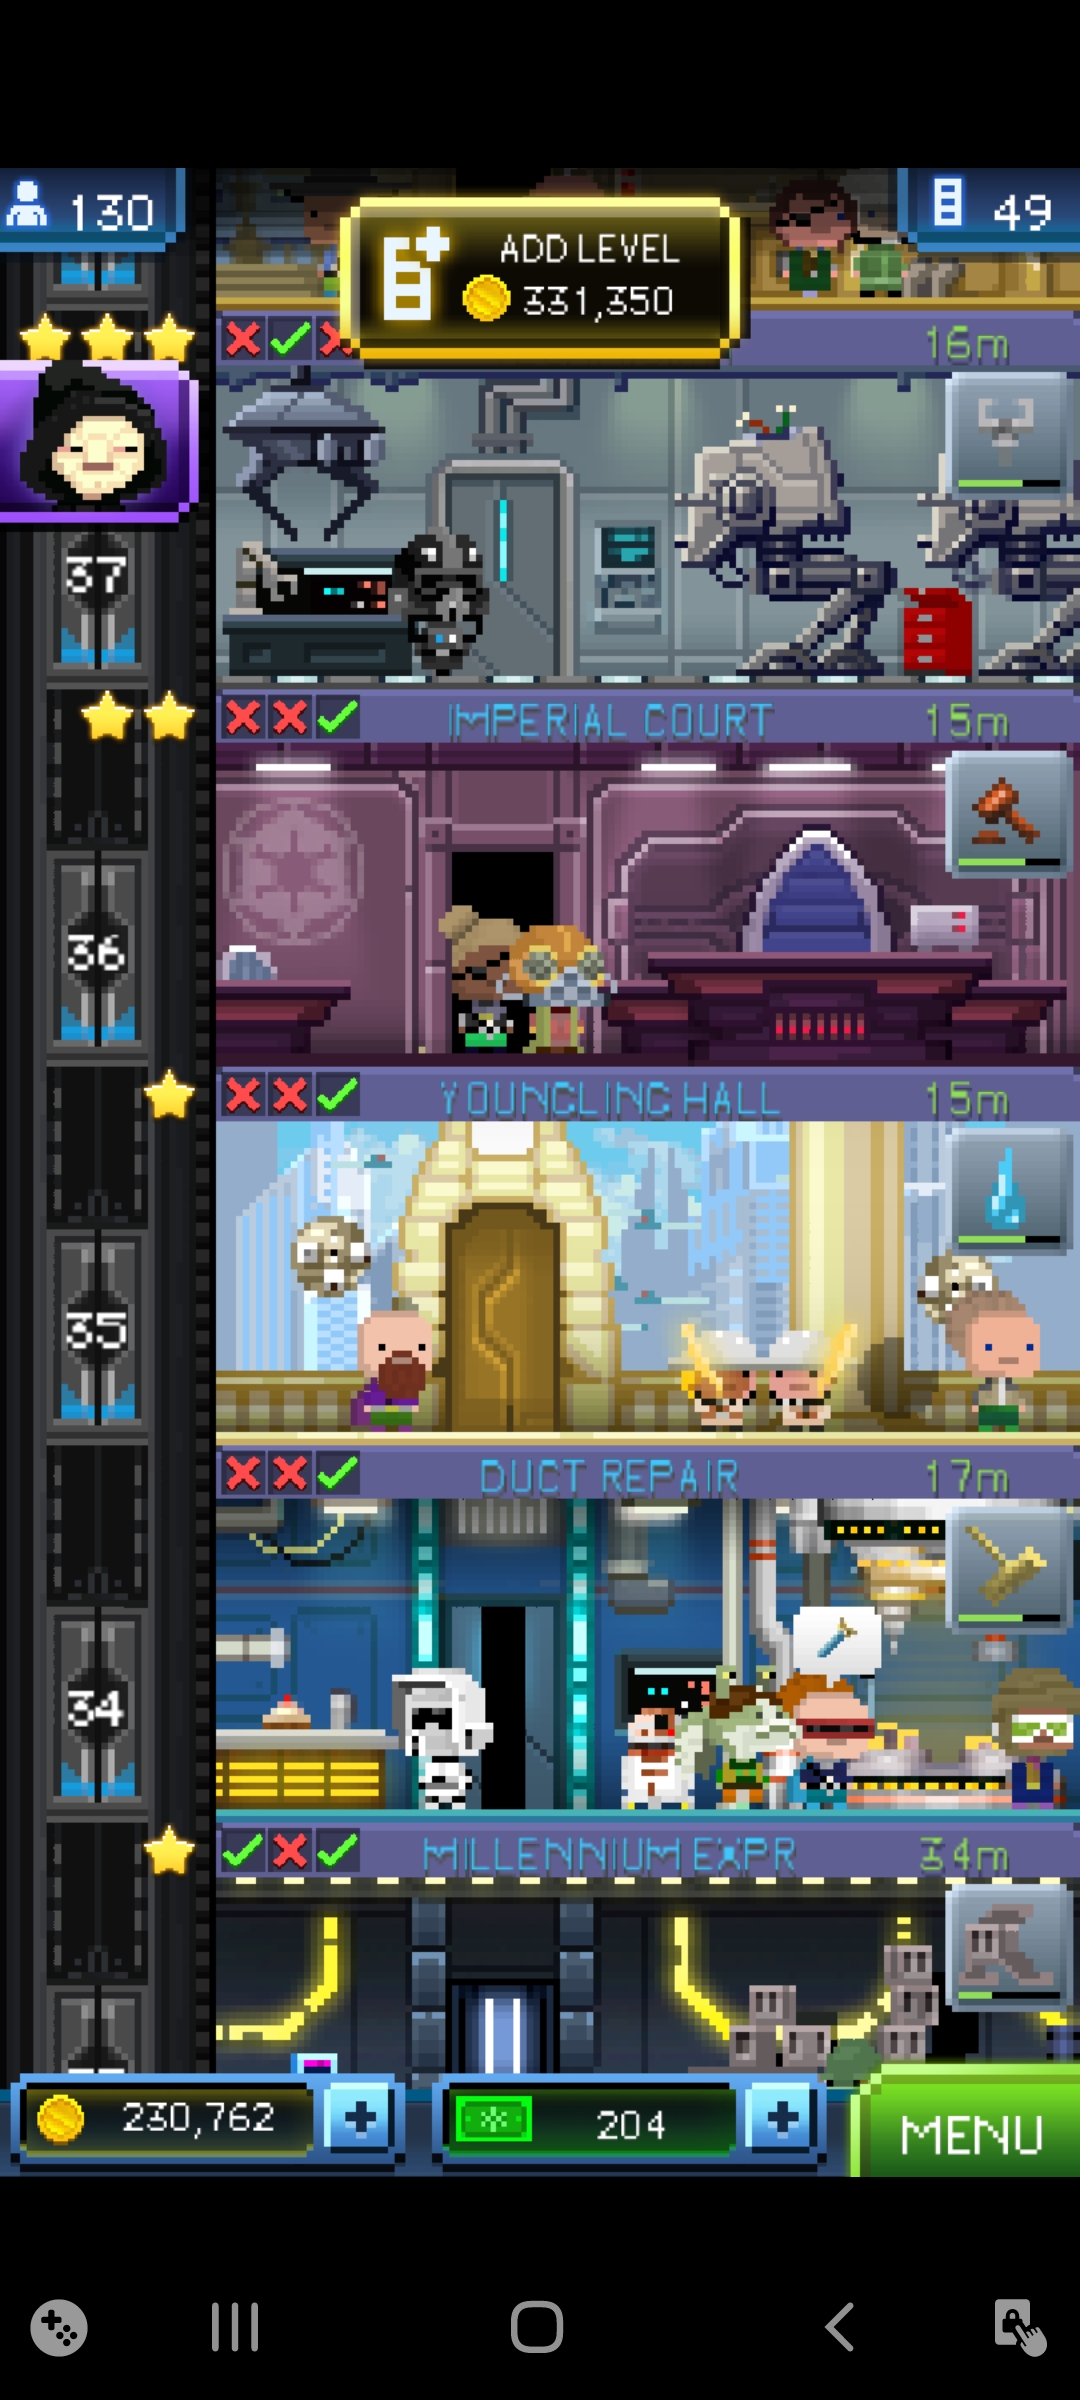 130
49
ADD LEVEL
331,350
16m
37
IMPERIAL COURT
15m
36
YOUNGLING HALL
15m
35
DUCT REPAIR
17m
34
MILLENNIUM EXPR
34m
230,762
204
MENU